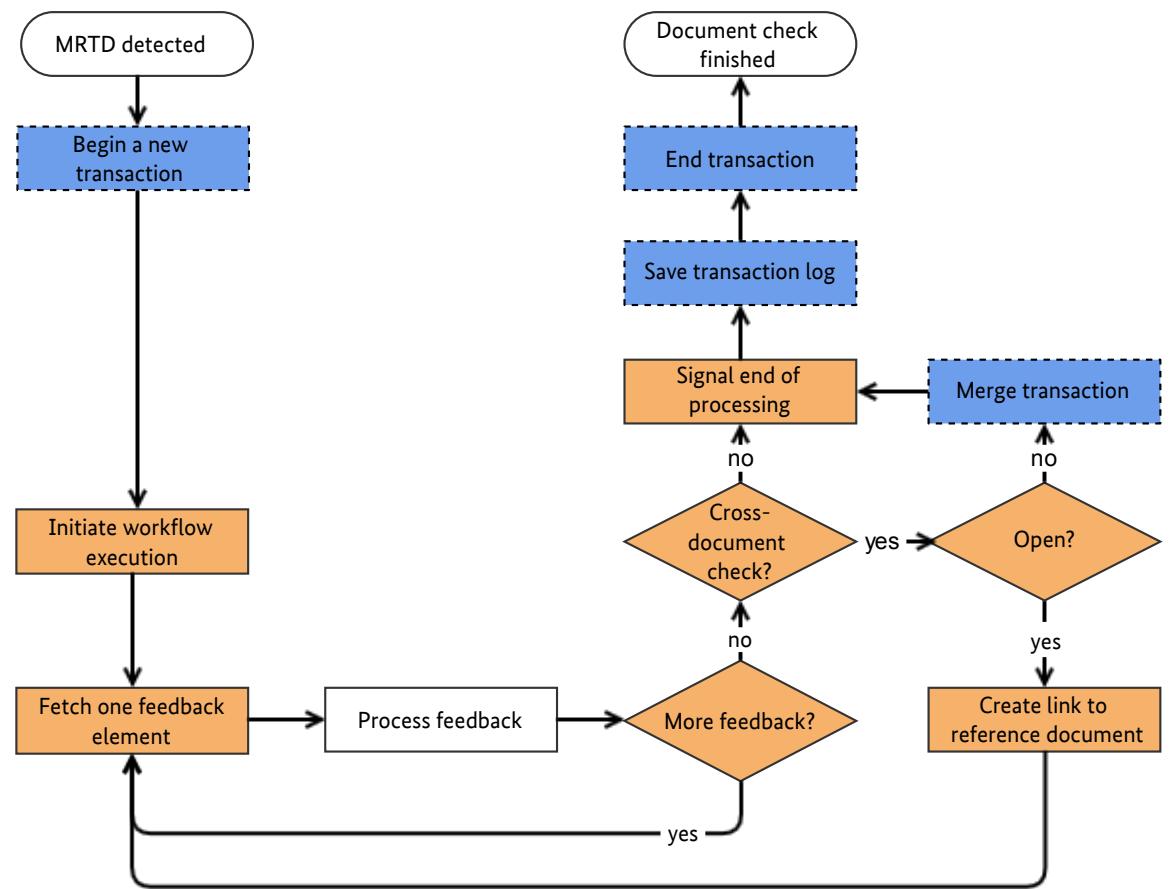 MRTD detected
Begin a new
transaction
Initiate workflow
execution
Fetch one feedback
element
Process feedback
More feedback?
yes
no
Cross-
document
check?
yes
Open?
yes
Create link to
reference document
no
Merge transaction
no
Signal end of
processing
Save transaction log
End transaction
Document check
finished